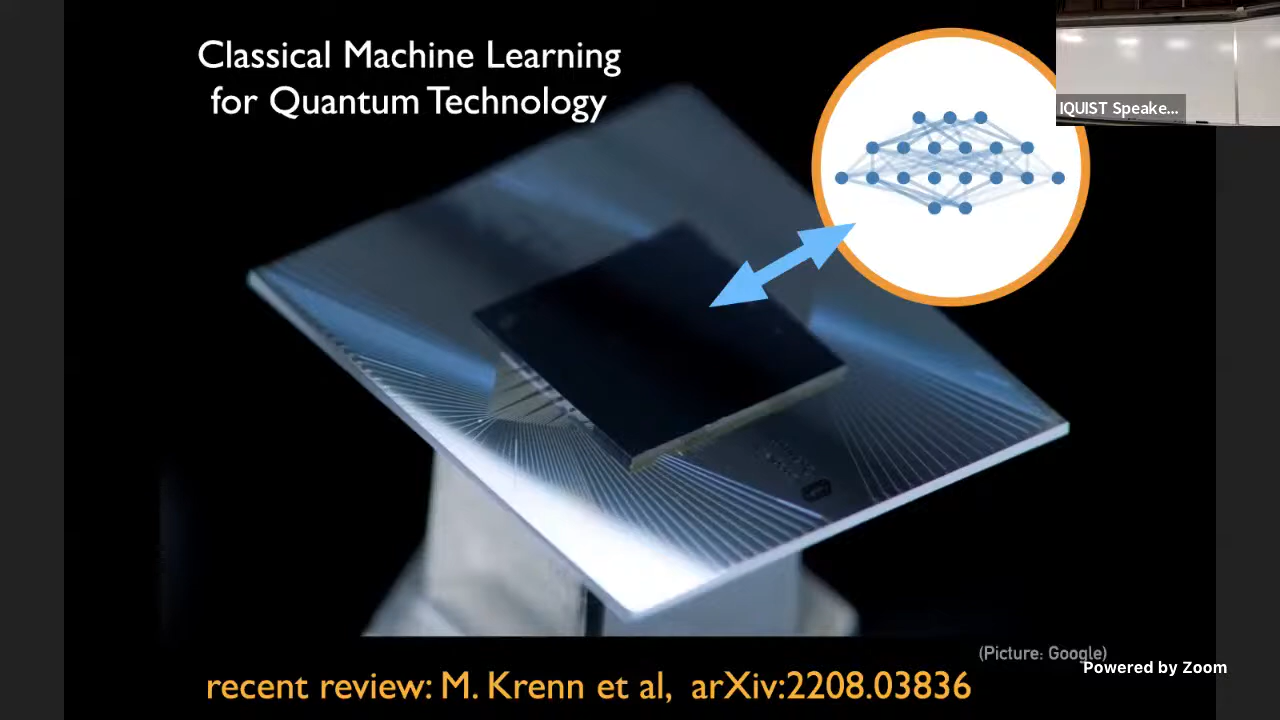 Classical Machine Learning
for Quantum Technology
IQUIST Speake...
(Picture: Google)
Powered by Zoom
recent review: M. Krenn et al, arXiv:2208.03836